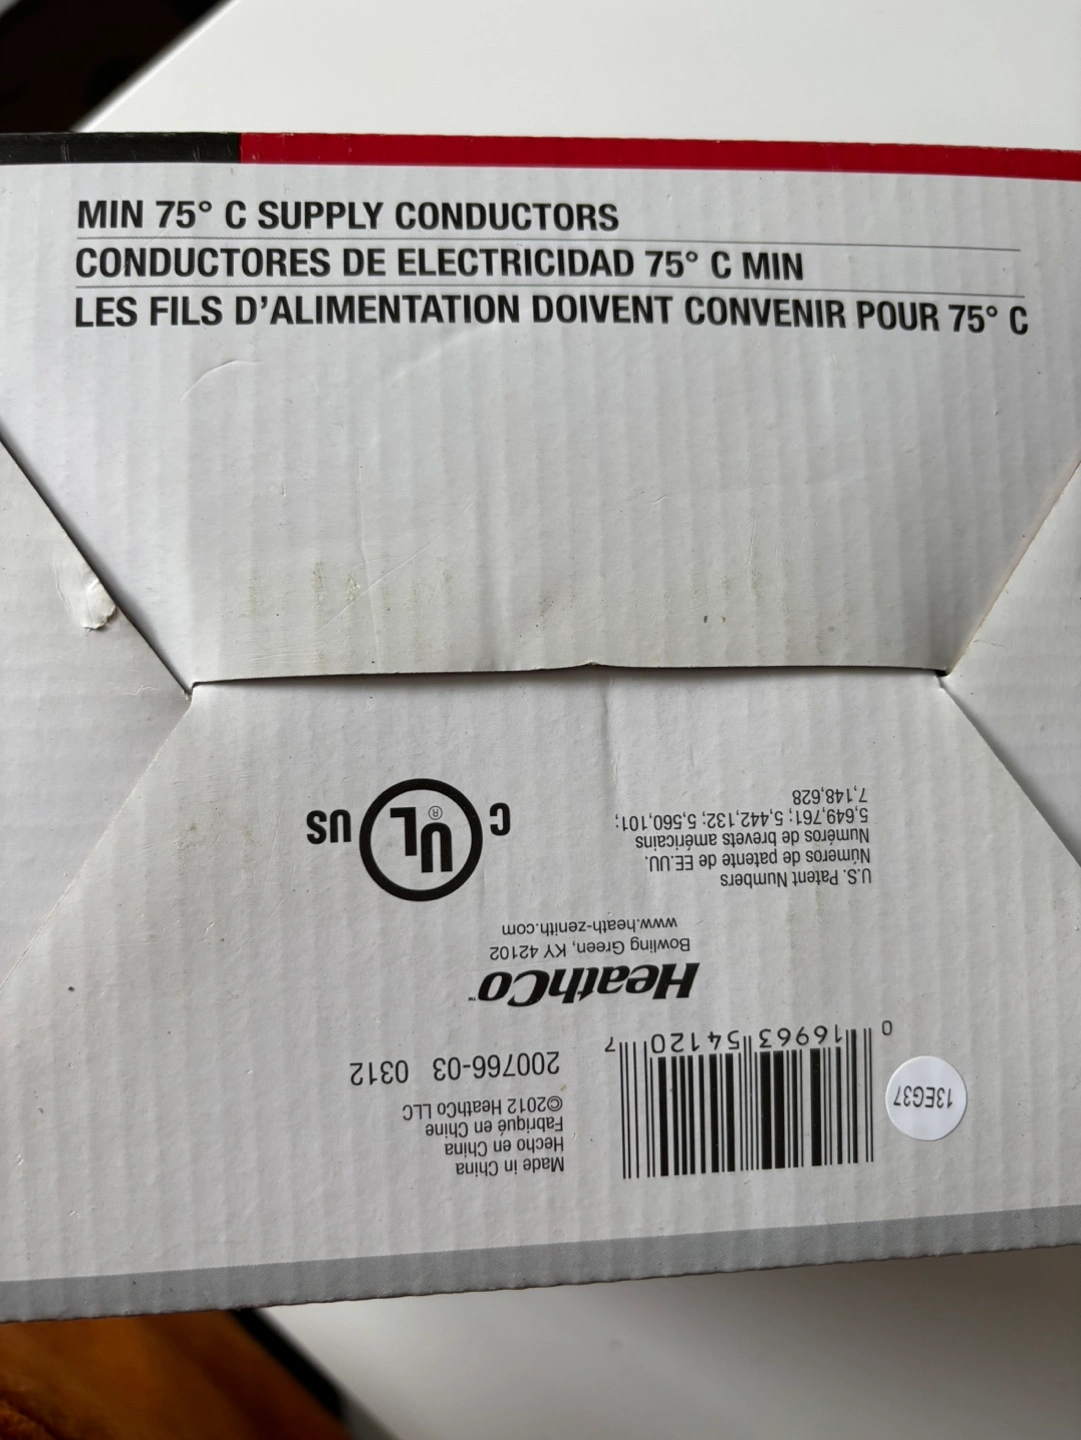 MIN 75° C SUPPLY CONDUCTORS
CONDUCTORES DE ELECTRICIDAD 75° C MIN
LES FILS D'ALIMENTATION DOIVENT CONVENIR POUR 75° C
13EG37
0 16963 54120 7
Made in China
Hecho en China
Fabriqué en Chine
©2012 HeathCo LLC
200766-03 0312
HeathCo™
Bowling Green, KY 42102
www.heath-zenith.com
U.S. Patent Numbers
Números de patente de EE.UU.
Numéros de brevets américains
5,649,761; 5,442,132; 5,560,101;
7,148,628
C UL® US